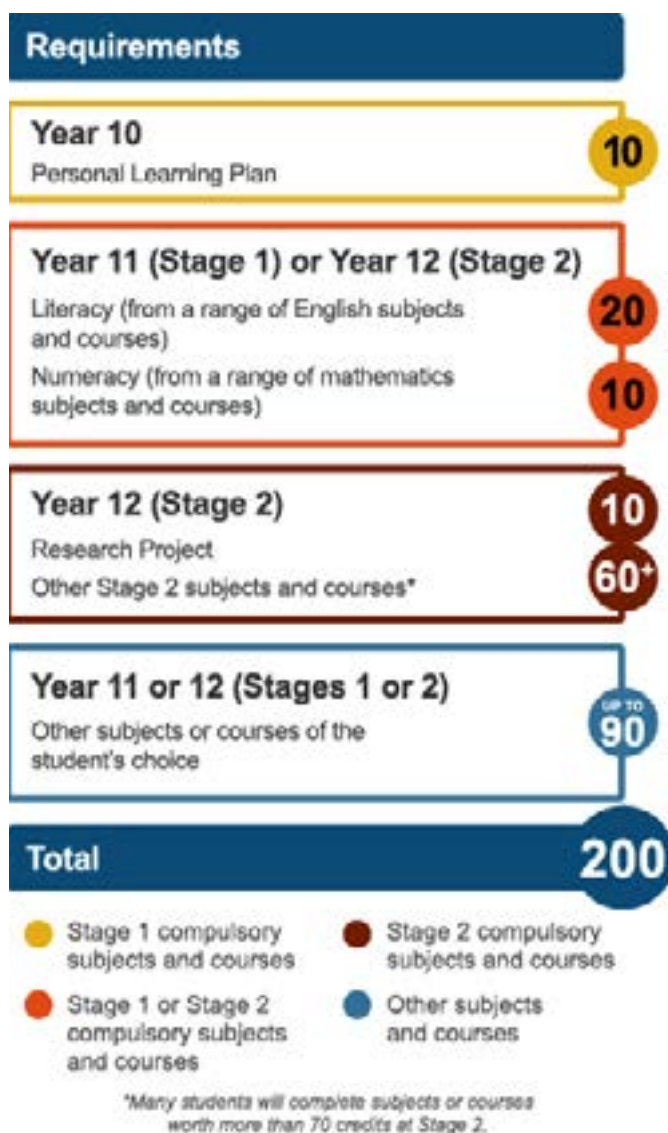 Requirements
Year 10
Personal Learning Plan
10
Year 11 (Stage 1) or Year 12 (Stage 2)
Literacy (from a range of English subjects
and courses)
20
Numeracy (from a range of mathematics
subjects and courses)
10
Year 12 (Stage 2)
10
Research Project
Other Stage 2 subjects and courses*
60+
Year 11 or 12 (Stages 1 or 2)
Other subjects or courses of the
student's choice
UP TO
90
Total
200
Stage 1 compulsory
subjects and courses
Stage 1 or Stage 2
compulsory subjects
and courses
Stage 2 compulsory
subjects and courses
Other subjects
and courses
*Many students will complete subjects or courses
worth more than 70 credits at Stage 2.